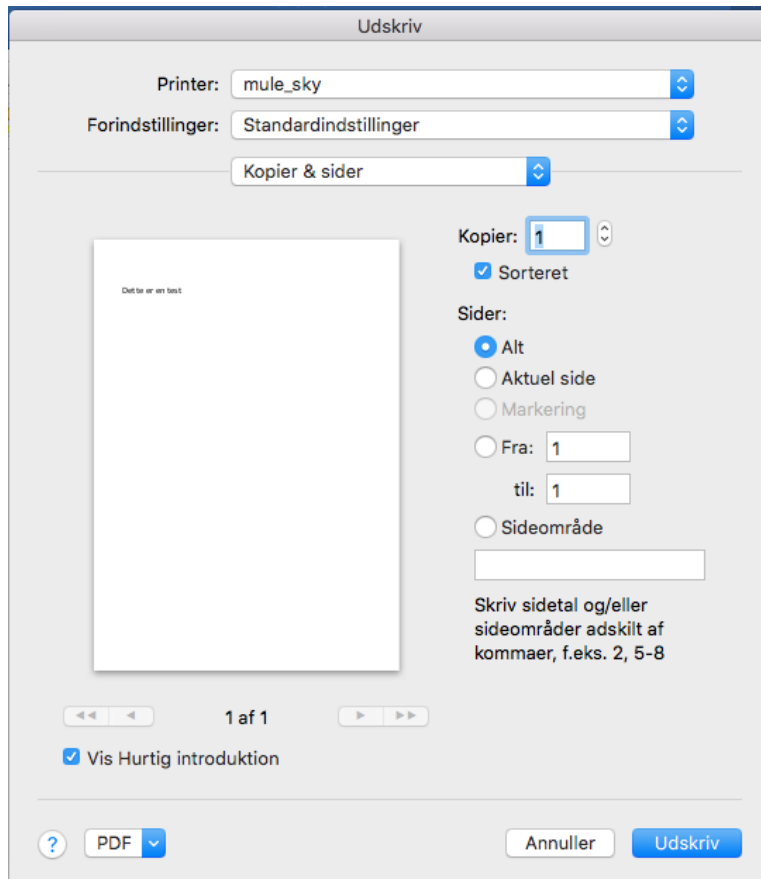 Udskriv
Printer: mule_sky
Forindstillinger: Standardindstillinger
Kopier & sider
Kopier: 1
Sorteret
Dette er en test
Sider:
Alt
Aktuel side
Markering
Fra: 1
til: 1
Sideområde
Skriv sidetal og/eller
sideområder adskilt af
kommaer, f.eks. 2, 5-8
1 af 1
Vis Hurtig introduktion
? PDF Annuller Udskriv